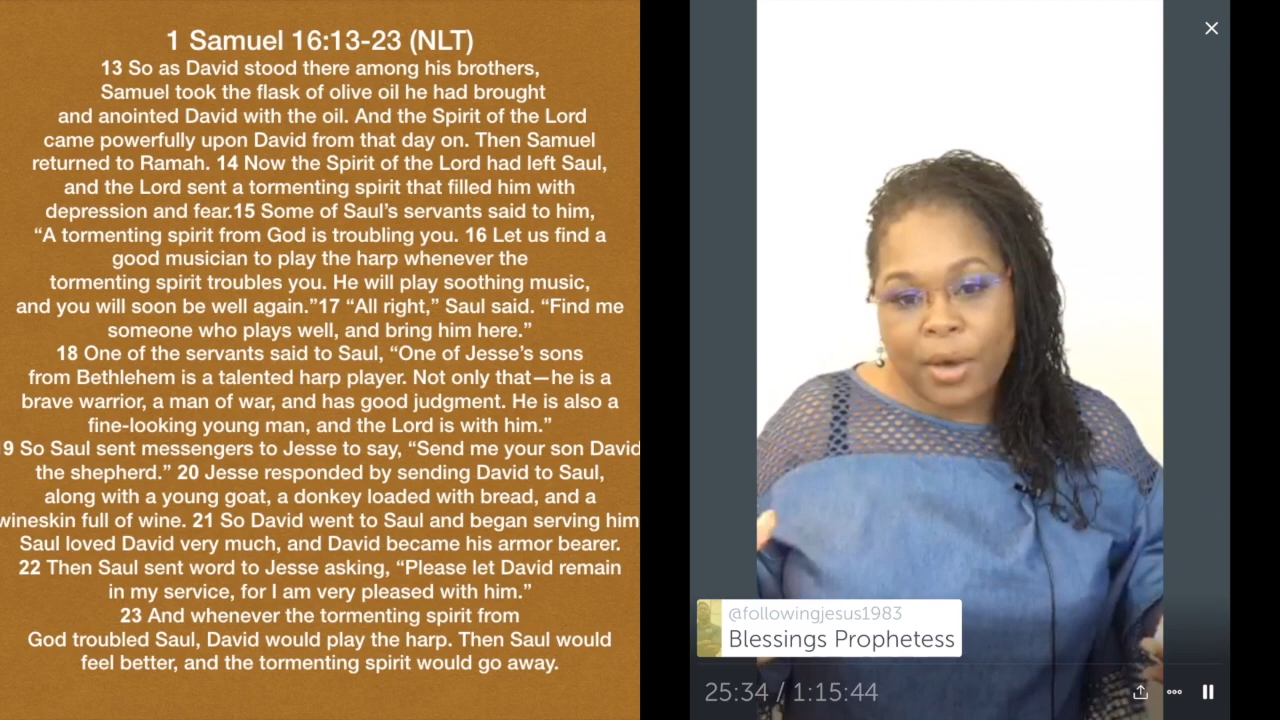 1 Samuel 16:13-23 (NLT)
13 So as David stood there among his brothers,
Samuel took the flask of olive oil he had brought
and anointed David with the oil. And the Spirit of the Lord
came powerfully upon David from that day on. Then Samuel
returned to Ramah. 14 Now the Spirit of the Lord had left Saul,
and the Lord sent a tormenting spirit that filled him with
depression and fear.15 Some of Saul’s servants said to him,
“A tormenting spirit from God is troubling you. 16 Let us find a
good musician to play the harp whenever the
tormenting spirit troubles you. He will play soothing music,
and you will soon be well again.”17 “All right,” Saul said. “Find me
someone who plays well, and bring him here.”
18 One of the servants said to Saul, “One of Jesse’s sons
from Bethlehem is a talented harp player. Not only that—he is a
brave warrior, a man of war, and has good judgment. He is also a
fine-looking young man, and the Lord is with him.”
19 So Saul sent messengers to Jesse to say, “Send me your son David,
the shepherd.” 20 Jesse responded by sending David to Saul,
along with a young goat, a donkey loaded with bread, and a
wineskin full of wine. 21 So David went to Saul and began serving him.
Saul loved David very much, and David became his armor bearer.
22 Then Saul sent word to Jesse asking, “Please let David remain
in my service, for I am very pleased with him.”
23 And whenever the tormenting spirit from
God troubled Saul, David would play the harp. Then Saul would
feel better, and the tormenting spirit would go away.
@followingjesus1983
Blessings Prophetess
25:34 / 1:15:44